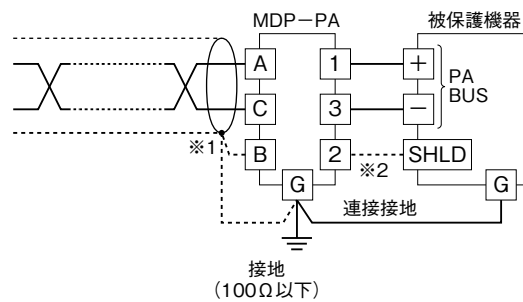 MDP−PA
被保護機器
A
1
+
C
3
−
PA
BUS
※1
B
2
※2
SHLD
G
G
連接接地
接地
(100Ω以下)